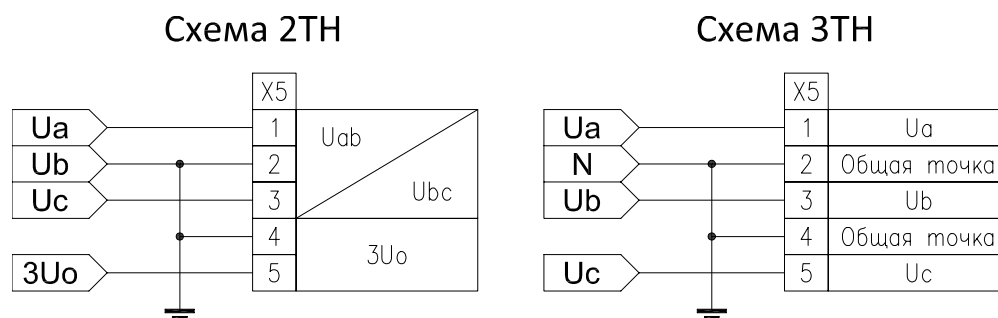 Схема 2ТН
Схема 3ТН
X5
Ua
1
Uab
Ub
2
Uc
3
Ubc
4
3Uo
3Uo
5
X5
Ua
1
Ua
N
2
Общая точка
Ub
3
Ub
4
Общая точка
Uc
5
Uc